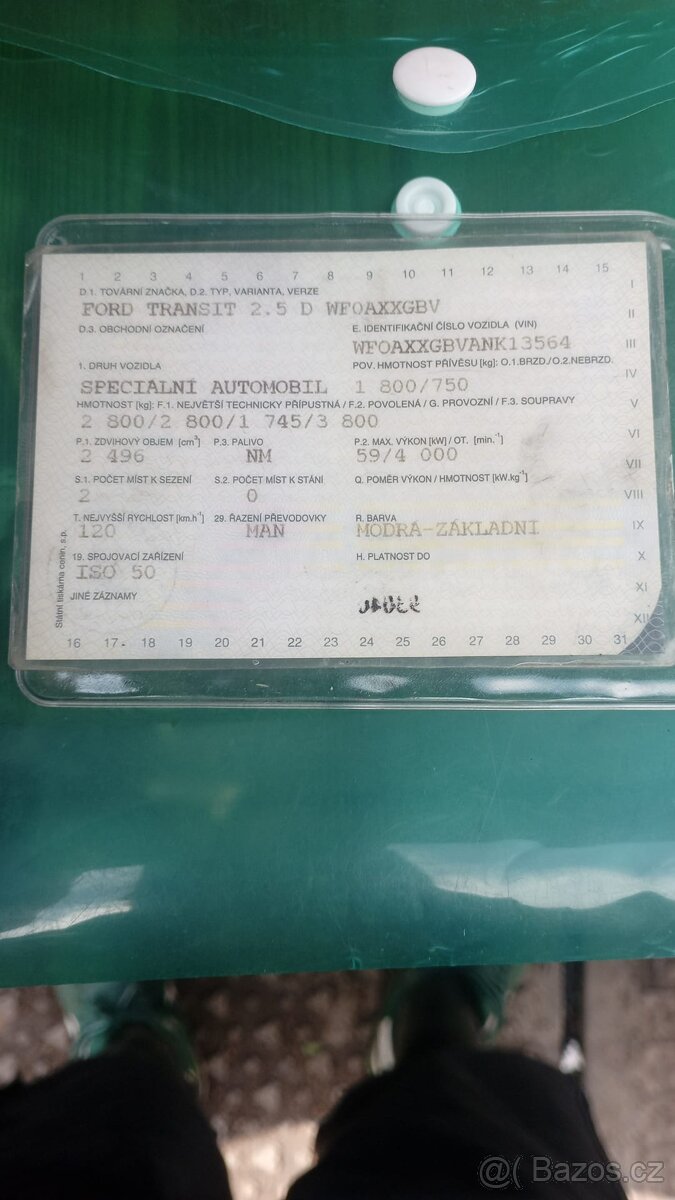 1 2 3 4 5 6 7 8 9 10 11 12 13 14 15
D.1. TOVÁRNÍ ZNAČKA, D.2. TYP, VARIANTA, VERZE
I
FORD TRANSIT 2.5 D WF0AXXGBV
II
D.3. OBCHODNÍ OZNAČENÍ E. IDENTIFIKAČNÍ ČÍSLO VOZIDLA (VIN)
WF0AXXGBVANK13564
III
1. DRUH VOZIDLA POV. HMOTNOST PŘÍVĚSU [kg]: O.1.BRZD./O.2.NEBRZD.
IV
SPECIÁLNÍ AUTOMOBIL 1 800/750
HMOTNOST [kg]: F.1. NEJVĚTŠÍ TECHNICKY PŘÍPUSTNÁ / F.2. POVOLENÁ / G. PROVOZNÍ / F.3. SOUPRAVY
V
2 800/2 800/1 745/3 800
P.1. ZDVIHOVÝ OBJEM [cm³] P.3. PALIVO P.2. MAX. VÝKON [kW] / OT. [min.-1]
VI
2 496 NM 59/4 000
VII
S.1. POČET MÍST K SEZENÍ S.2. POČET MÍST K STÁNÍ Q. POMĚR VÝKON / HMOTNOST [kW.kg-1]
2 0
VIII
T. NEJVYŠŠÍ RYCHLOST [km.h-1] 29. ŘAZENÍ PŘEVODOVKY R. BARVA
120 MAN MODRÁ-ZÁKLADNÍ
IX
19. SPOJOVACÍ ZAŘÍZENÍ H. PLATNOST DO
X
ISO 50
XI
JINÉ ZÁZNAMY
XII
Státní tiskárna cenin, s.p.
16 17 18 19 20 21 22 23 24 25 26 27 28 29 30 31
@( Bazos.cz